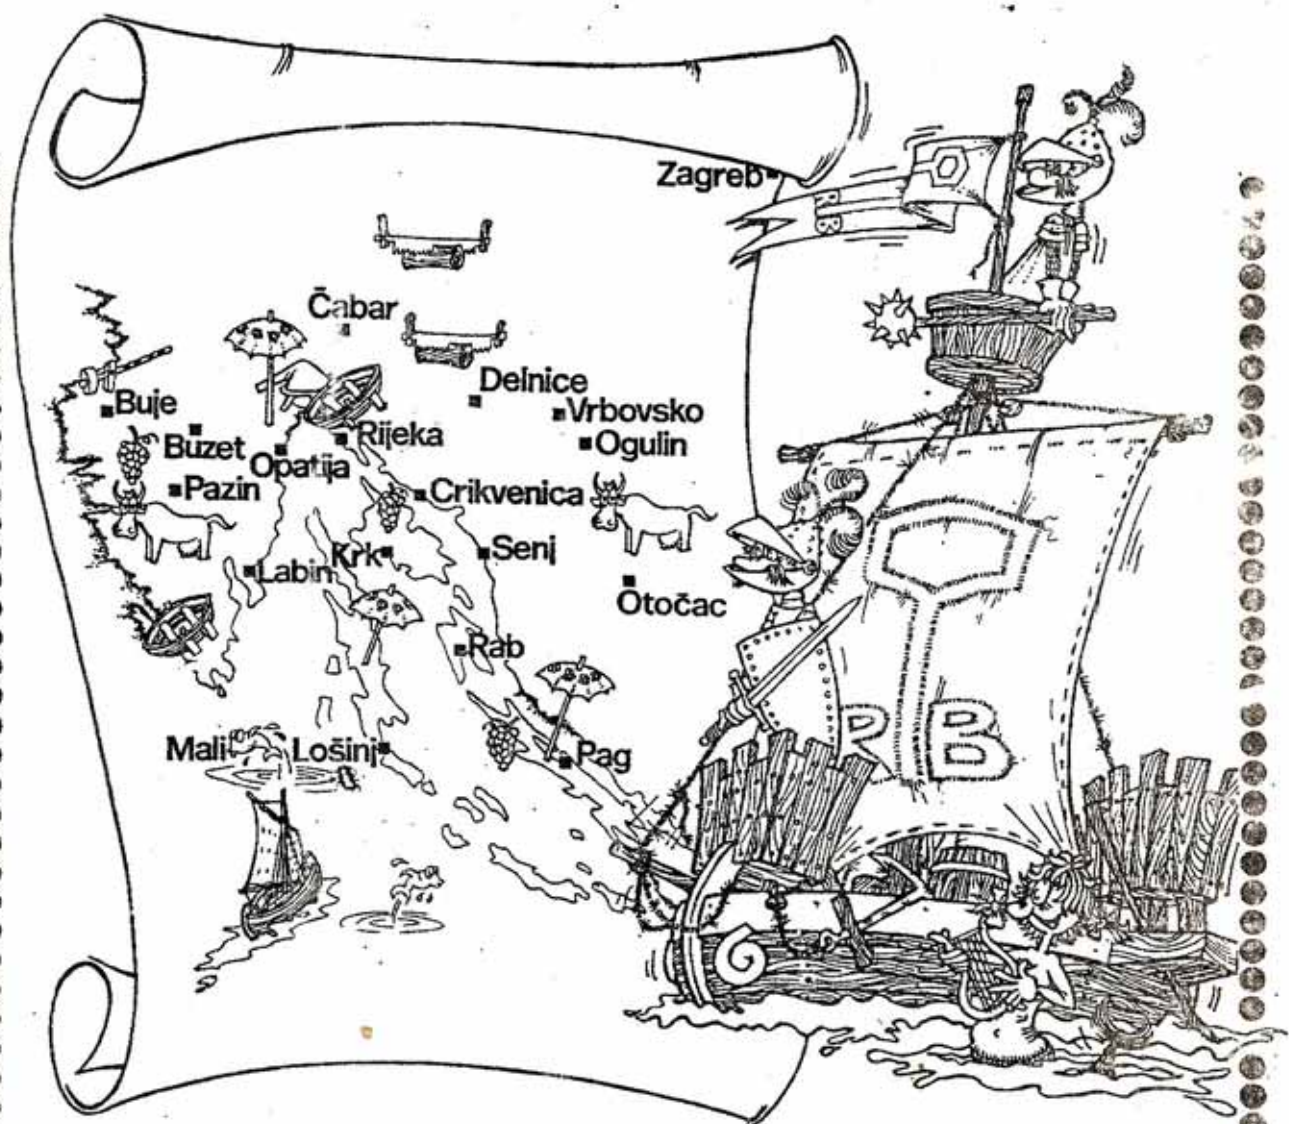 Zagreb
Čabar
Delnice
Buje
Vrbovsko
Buzet
Opatija
Rijeka
Ogulin
Pazin
Crikvenica
Krk
Senj
Labin
Otočac
Rab
Mali Lošinj
Pag
RB